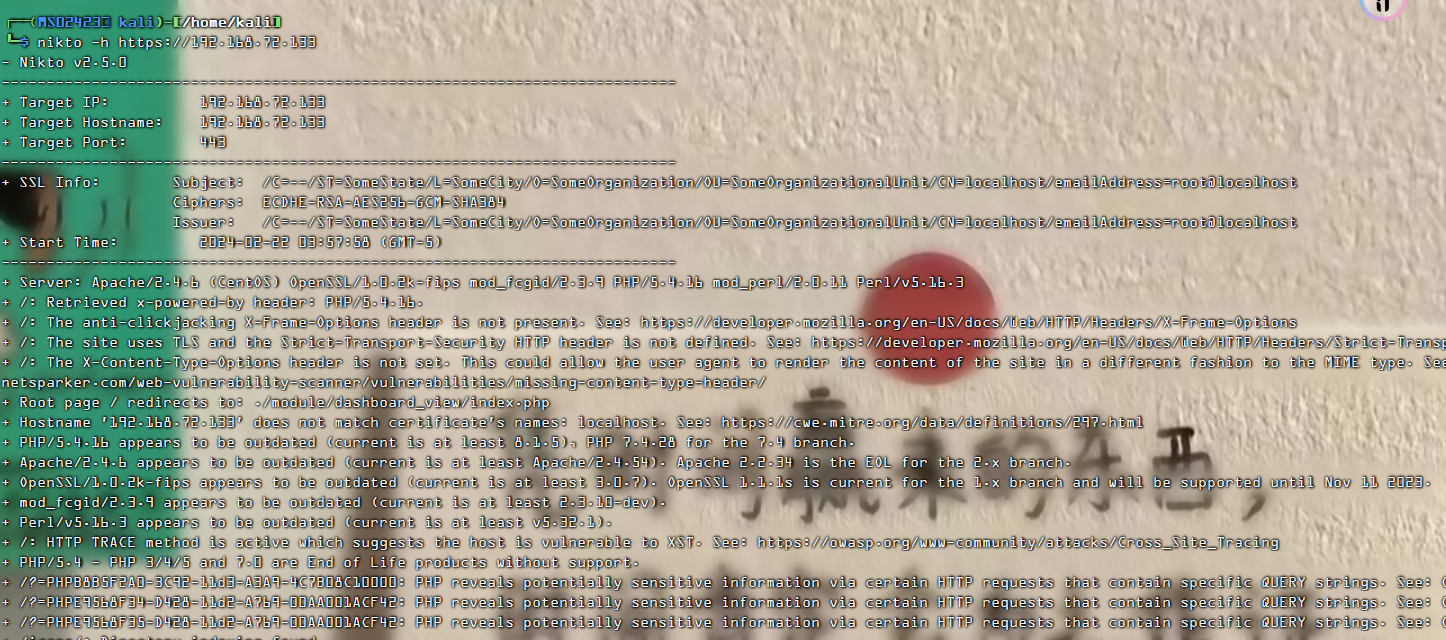 ┌──(MS02423㉿ kali)-[/home/kali]
└─$ nikto -h https://192.168.72.133
- Nikto v2.5.0
---------------------------------------------------------------------------
+ Target IP:          192.168.72.133
+ Target Hostname:    192.168.72.133
+ Target Port:        443
---------------------------------------------------------------------------
+ SSL Info:        Subject:  /C=--/ST=SomeState/L=SomeCity/O=SomeOrganization/OU=SomeOrganizationalUnit/CN=localhost/emailAddress=root@localhost
                   Ciphers:  ECDHE-RSA-AES256-GCM-SHA384
                   Issuer:   /C=--/ST=SomeState/L=SomeCity/O=SomeOrganization/OU=SomeOrganizationalUnit/CN=localhost/emailAddress=root@localhost
+ Start Time:         2024-02-22 03:57:58 (GMT-5)
---------------------------------------------------------------------------
+ Server: Apache/2.4.6 (CentOS) OpenSSL/1.0.2k-fips mod_fcgid/2.3.9 PHP/5.4.16 mod_perl/2.0.11 Perl/v5.16.3
+ /: Retrieved x-powered-by header: PHP/5.4.16.
+ /: The anti-clickjacking X-Frame-Options header is not present. See: https://developer.mozilla.org/en-US/docs/Web/HTTP/Headers/X-Frame-Options
+ /: The site uses TLS and the Strict-Transport-Security HTTP header is not defined. See: https://developer.mozilla.org/en-US/docs/Web/HTTP/Headers/Strict-Transp
+ /: The X-Content-Type-Options header is not set. This could allow the user agent to render the content of the site in a different fashion to the MIME type. See
netsparker.com/web-vulnerability-scanner/vulnerabilities/missing-content-type-header/
+ Root page / redirects to: ./module/dashboard_view/index.php
+ Hostname '192.168.72.133' does not match certificate's names: localhost. See: https://cwe.mitre.org/data/definitions/297.html
+ PHP/5.4.16 appears to be outdated (current is at least 8.1.5), PHP 7.4.28 for the 7.4 branch.
+ Apache/2.4.6 appears to be outdated (current is at least Apache/2.4.54). Apache 2.2.34 is the EOL for the 2.x branch.
+ OpenSSL/1.0.2k-fips appears to be outdated (current is at least 3.0.7). OpenSSL 1.1.1s is current for the 1.x branch and will be supported until Nov 11 2023.
+ mod_fcgid/2.3.9 appears to be outdated (current is at least 2.3.10-dev).
+ Perl/v5.16.3 appears to be outdated (current is at least v5.32.1).
+ /: HTTP TRACE method is active which suggests the host is vulnerable to XST. See: https://owasp.org/www-community/attacks/Cross_Site_Tracing
+ PHP/5.4 - PHP 3/4/5 and 7.0 are End of Life products without support.
+ /?=PHPB8B5F2A0-3C92-11d3-A3A9-4C7B08C10000: PHP reveals potentially sensitive information via certain HTTP requests that contain specific QUERY strings. See:
+ /?=PHPE9568F34-D428-11d2-A769-00AA001ACF42: PHP reveals potentially sensitive information via certain HTTP requests that contain specific QUERY strings. See:
+ /?=PHPE9568F35-D428-11d2-A769-00AA001ACF42: PHP reveals potentially sensitive information via certain HTTP requests that contain specific QUERY strings. See:
赢来的东西，